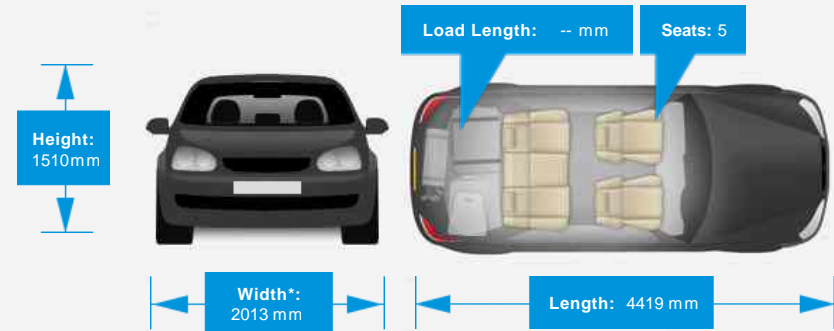 Load Length: -- mm
Seats: 5
Height:
1510mm
Width*:
2013 mm
Length: 4419 mm